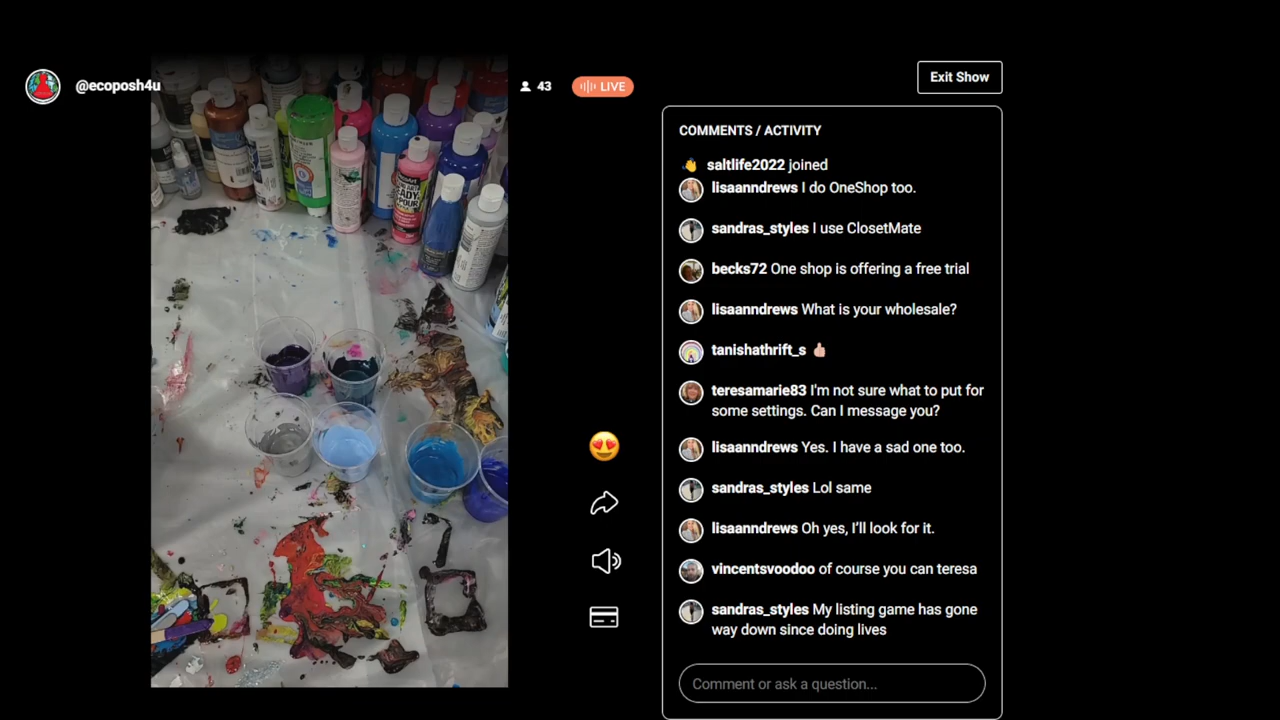 @ecoposh4u
43
LIVE
Exit Show
COMMENTS / ACTIVITY
👋 saltlife2022 joined
lisaanndrews I do OneShop too.
sandras_styles I use ClosetMate
becks72 One shop is offering a free trial
lisaanndrews What is your wholesale?
tanishathrift_s 👍🏼
teresamarie83 I'm not sure what to put for
some settings. Can I message you?
lisaanndrews Yes. I have a sad one too.
sandras_styles Lol same
lisaanndrews Oh yes, I’ll look for it.
vincentsvoodoo of course you can teresa
sandras_styles My listing game has gone
way down since doing lives
Comment or ask a question...